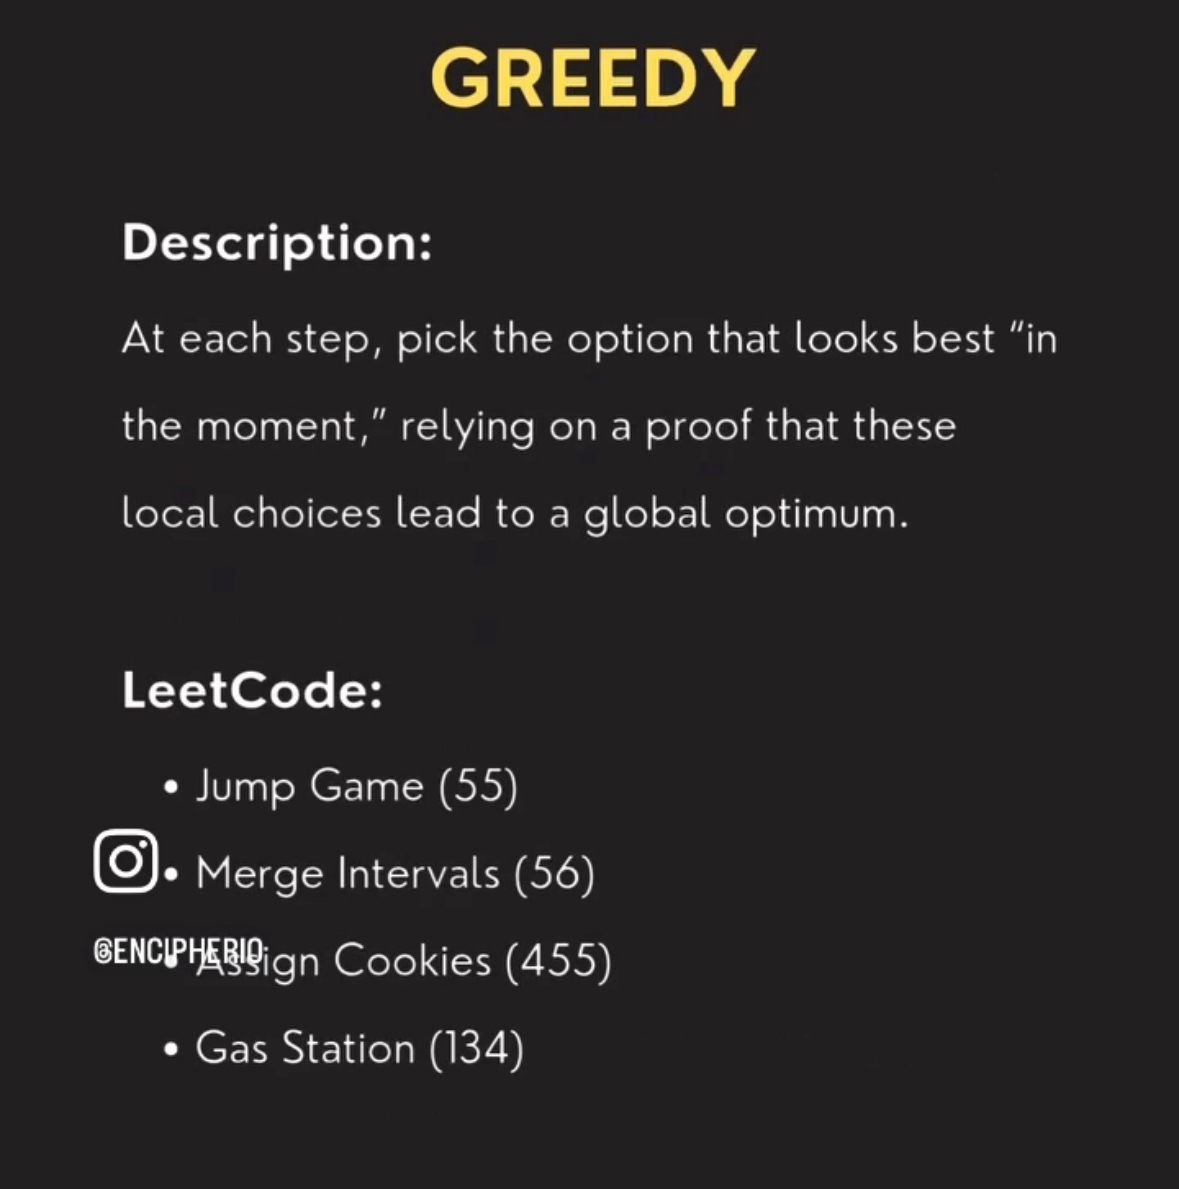 GREEDY
Description:
At each step, pick the option that looks best “in
the moment,” relying on a proof that these
local choices lead to a global optimum.
LeetCode:
• Jump Game (55)
• Merge Intervals (56)
@ENCIPHERIO
• Assign Cookies (455)
• Gas Station (134)